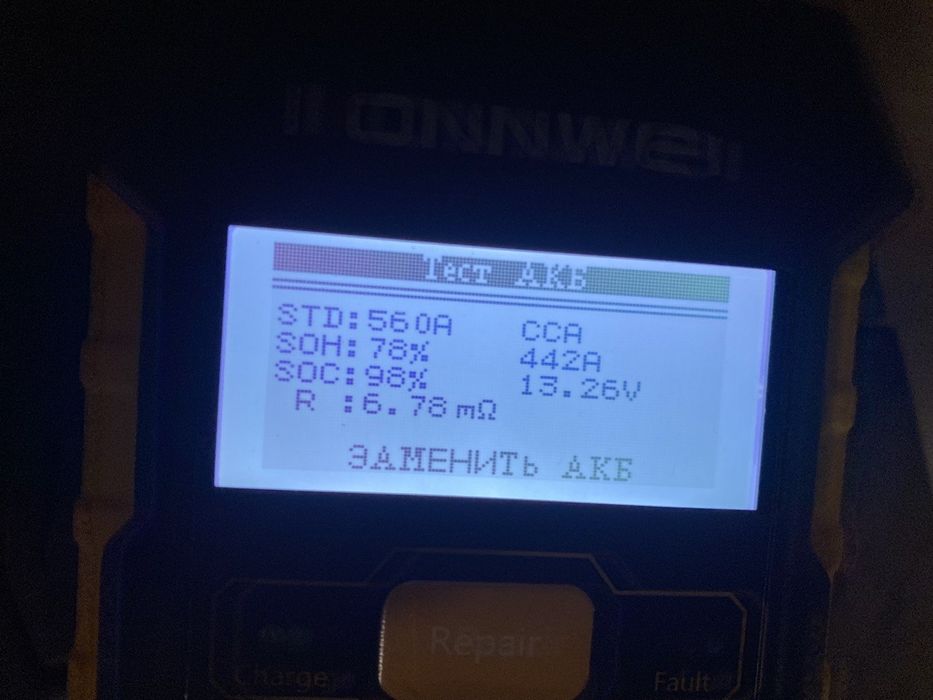 KONNWEI
Тест АКБ
STD:560A CCA
SOH:78% 442A
SOC:98% 13.26V
R :6.78mΩ
ЗАМЕНИТЬ АКБ
Repair
Charge
Fault